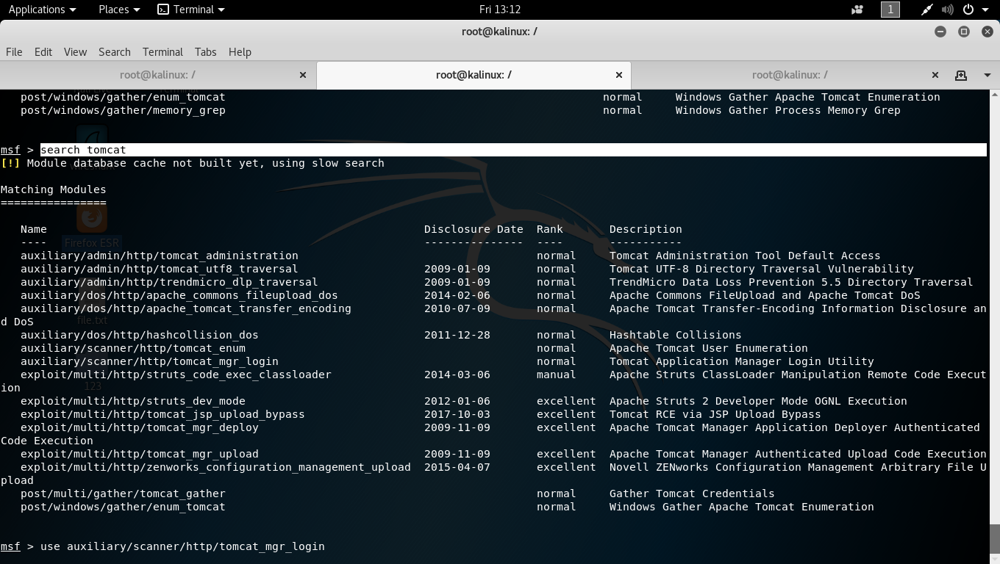 Applications Places Terminal Fri 13:12 1
root@kalinux: /
File Edit View Search Terminal Tabs Help
root@kalinux: / root@kalinux: / root@kalinux: /
post/windows/gather/enum_tomcat normal Windows Gather Apache Tomcat Enumeration
post/windows/gather/memory_grep normal Windows Gather Process Memory Grep
msf > search tomcat
[!] Module database cache not built yet, using slow search
Matching Modules
================
Name Disclosure Date Rank Description
---- --------------- ---- -----------
Firefox ESR
auxiliary/admin/http/tomcat_administration normal Tomcat Administration Tool Default Access
auxiliary/admin/http/tomcat_utf8_traversal 2009-01-09 normal Tomcat UTF-8 Directory Traversal Vulnerability
auxiliary/admin/http/trendmicro_dlp_traversal 2009-01-09 normal TrendMicro Data Loss Prevention 5.5 Directory Traversal
auxiliary/dos/http/apache_commons_fileupload_dos 2014-02-06 normal Apache Commons FileUpload and Apache Tomcat DoS
auxiliary/dos/http/apache_tomcat_transfer_encoding 2010-07-09 normal Apache Tomcat Transfer-Encoding Information Disclosure an
d DoS
file.txt
auxiliary/dos/http/hashcollision_dos 2011-12-28 normal Hashtable Collisions
auxiliary/scanner/http/tomcat_enum normal Apache Tomcat User Enumeration
auxiliary/scanner/http/tomcat_mgr_login normal Tomcat Application Manager Login Utility
exploit/multi/http/struts_code_exec_classloader 2014-03-06 manual Apache Struts ClassLoader Manipulation Remote Code Execut
ion
123
exploit/multi/http/struts_dev_mode 2012-01-06 excellent Apache Struts 2 Developer Mode OGNL Execution
exploit/multi/http/tomcat_jsp_upload_bypass 2017-10-03 excellent Tomcat RCE via JSP Upload Bypass
exploit/multi/http/tomcat_mgr_deploy 2009-11-09 excellent Apache Tomcat Manager Application Deployer Authenticated
Code Execution
exploit/multi/http/tomcat_mgr_upload 2009-11-09 excellent Apache Tomcat Manager Authenticated Upload Code Execution
exploit/multi/http/zenworks_configuration_management_upload 2015-04-07 excellent Novell ZENworks Configuration Management Arbitrary File U
pload
post/multi/gather/tomcat_gather normal Gather Tomcat Credentials
post/windows/gather/enum_tomcat normal Windows Gather Apache Tomcat Enumeration
msf > use auxiliary/scanner/http/tomcat_mgr_login